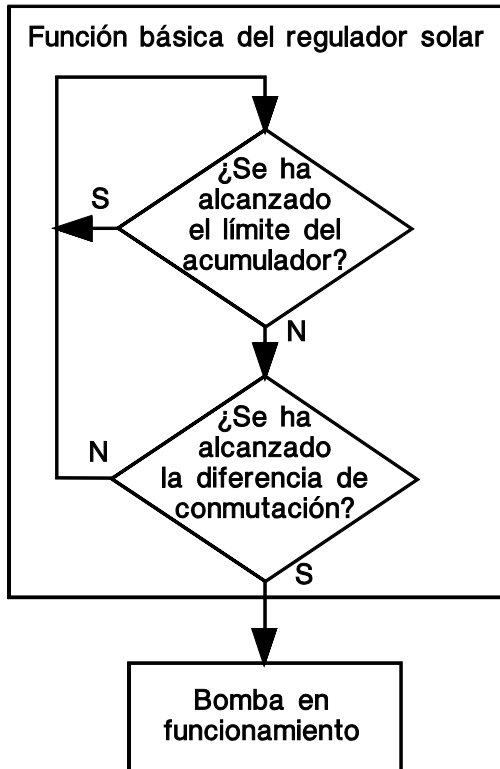 Función básica del regulador solar
¿Se ha
alcanzado
el límite del
acumulador?
S
N
¿Se ha
alcanzado
la diferencia de
conmutación?
N
S
Bomba en
funcionamiento